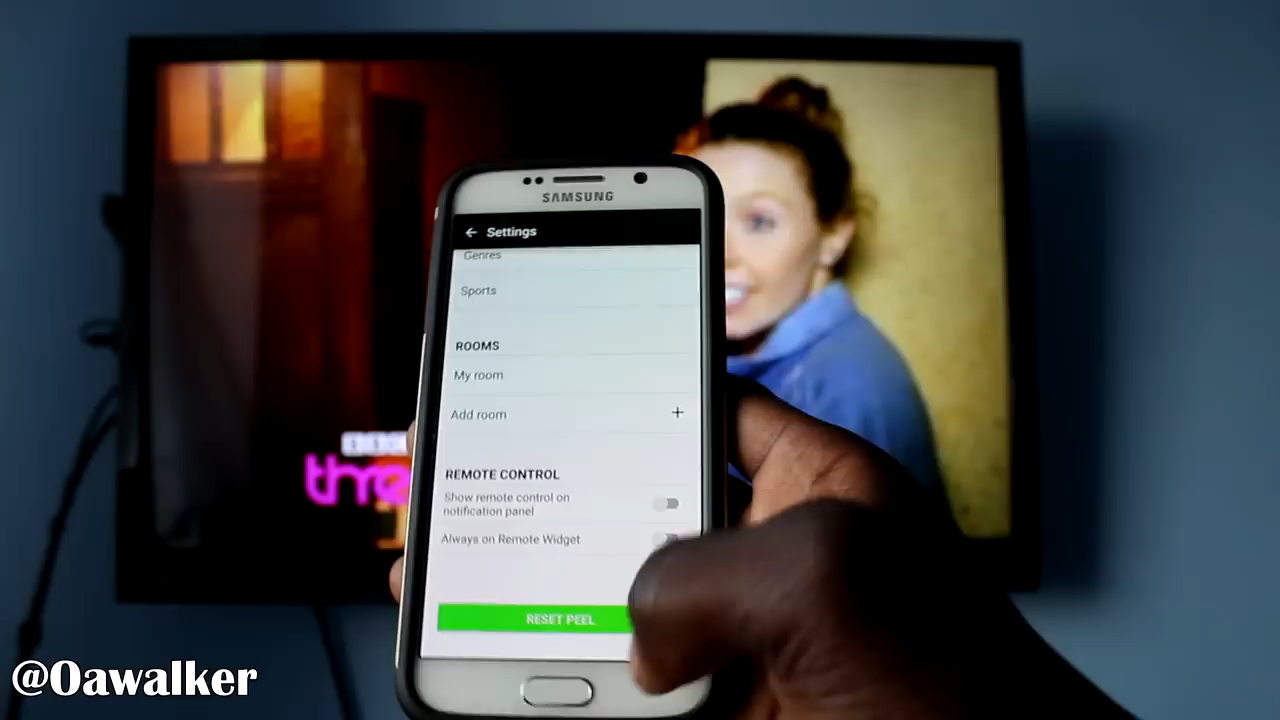 SAMSUNG
Settings
Genres
Sports
ROOMS
My room
Add room
+
REMOTE CONTROL
Show remote control on
notification panel
Always on Remote Widget
RESET PEEL
thre
@Oawalker